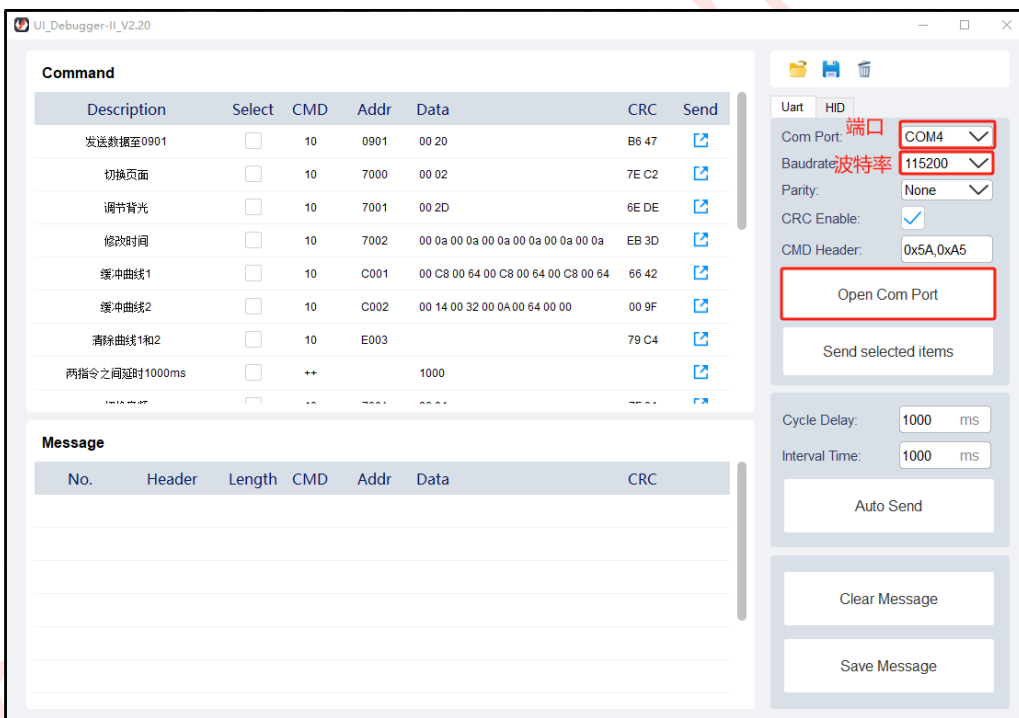 UI_Debugger-II_V2.20
Command
Description Select CMD Addr Data CRC Send
发送数据至0901 10 0901 00 20 B6 47
切换页面 10 7000 00 02 7E C2
调节背光 10 7001 00 2D 6E DE
修改时间 10 7002 00 0a 00 0a 00 0a 00 0a 00 0a 00 0a EB 3D
缓冲曲线1 10 C001 00 C8 00 64 00 C8 00 64 00 C8 00 64 66 42
缓冲曲线2 10 C002 00 14 00 32 00 0A 00 64 00 00 00 9F
清除曲线1和2 10 E003 79 C4
两指令之间延时1000ms ++ 1000
Message
No. Header Length CMD Addr Data CRC
Uart HID
Com Port: 端口 COM4
Baudrate 波特率 115200
Parity: None
CRC Enable:
CMD Header: 0x5A,0xA5
Open Com Port
Send selected items
Cycle Delay: 1000 ms
Interval Time: 1000 ms
Auto Send
Clear Message
Save Message